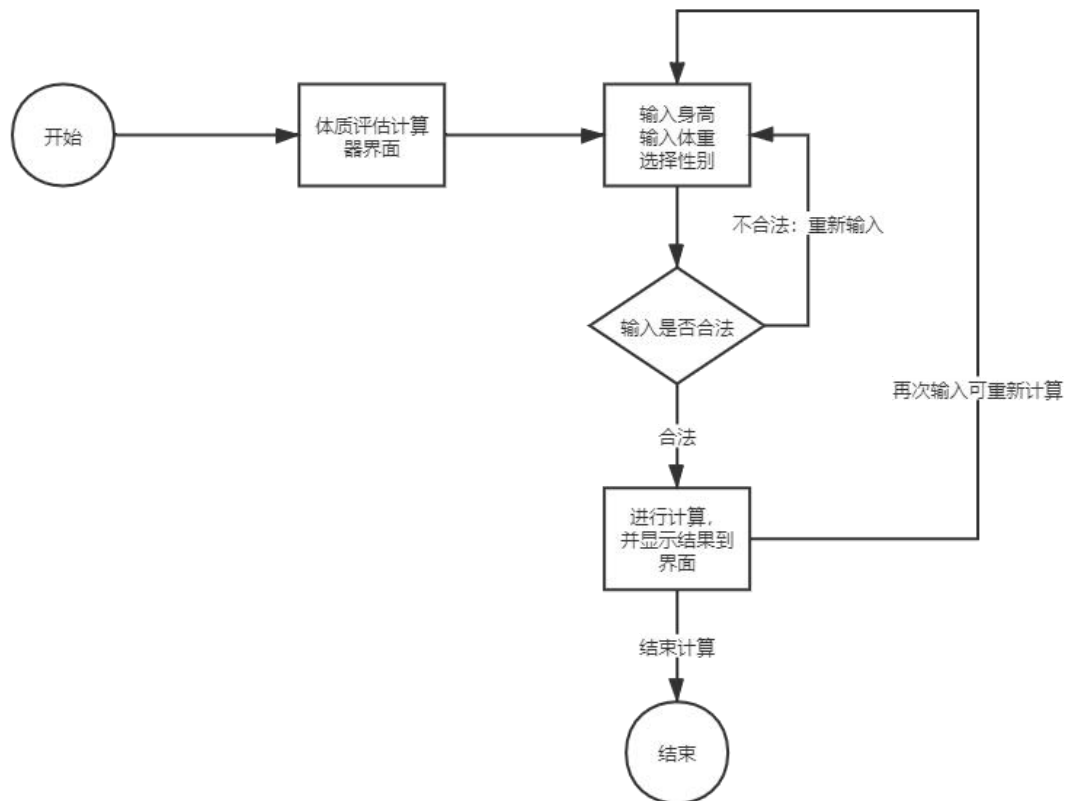 开始
体质评估计算
器界面
输入身高
输入体重
选择性别
不合法：重新输入
输入是否合法
再次输入可重新计算
合法
进行计算，
并显示结果到
界面
结束计算
结束